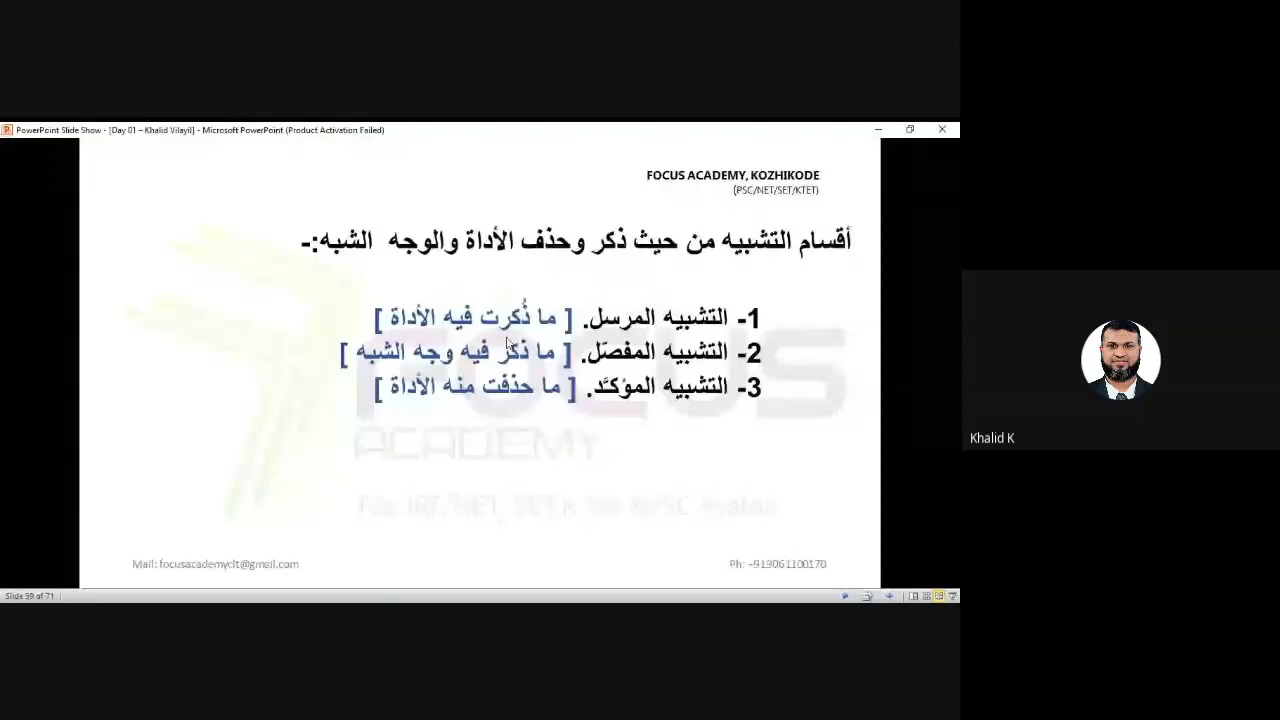 PowerPoint Slide Show - [Day 01 – Khalid Vilayil] - Microsoft PowerPoint (Product Activation Failed)
FOCUS ACADEMY, KOZHIKODE
(PSC/NET/SET/KTET)
أقسام التشبيه من حيث ذكر وحذف الأداة والوجه الشبه:-
1- التشبيه المرسل. [ ما ذُكرت فيه الأداة ]
2- التشبيه المفصّل. [ ما ذكر فيه وجه الشبه ]
3- التشبيه المؤكَّد. [ ما حذفت منه الأداة ]
FOCUS
ACADEMY
Khalid K
Mail: focusacademyclt@gmail.com
Ph: +919061100170
Slide 39 of 71